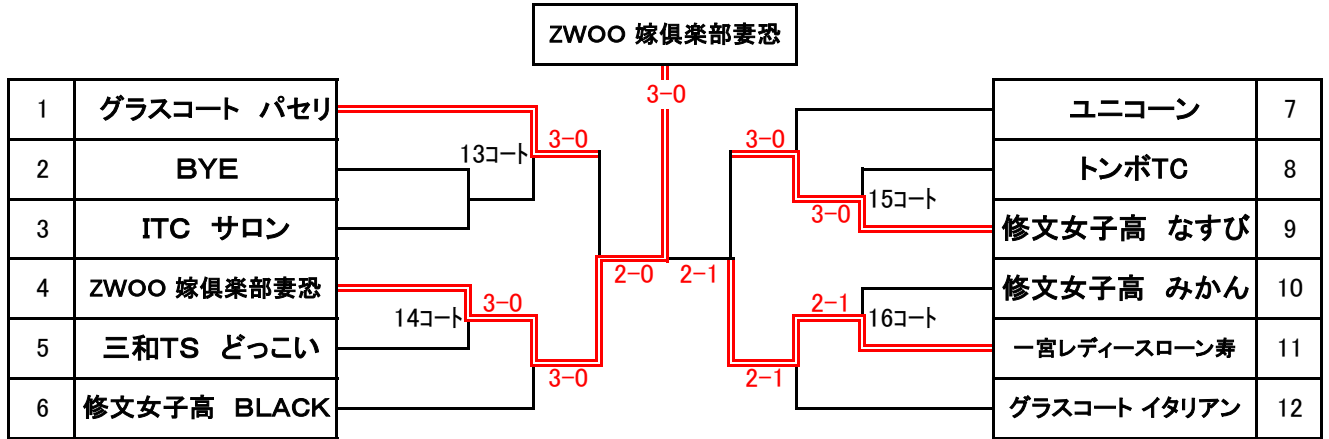 ZWOO 嫁倶楽部妻恐
3-0
1 グラスコート パセリ
2 BYE
3 ITC サロン
4 ZWOO 嫁倶楽部妻恐
5 三和TS どっこい
6 修文女子高 BLACK
13コート
3-0
14コート
3-0
3-0
2-0
2-1
3-0
15コート
3-0
2-1
16コート
2-1
ユニコーン 7
トンボTC 8
修文女子高 なすび 9
修文女子高 みかん 10
一宮レディースローン寿 11
グラスコート イタリアン 12